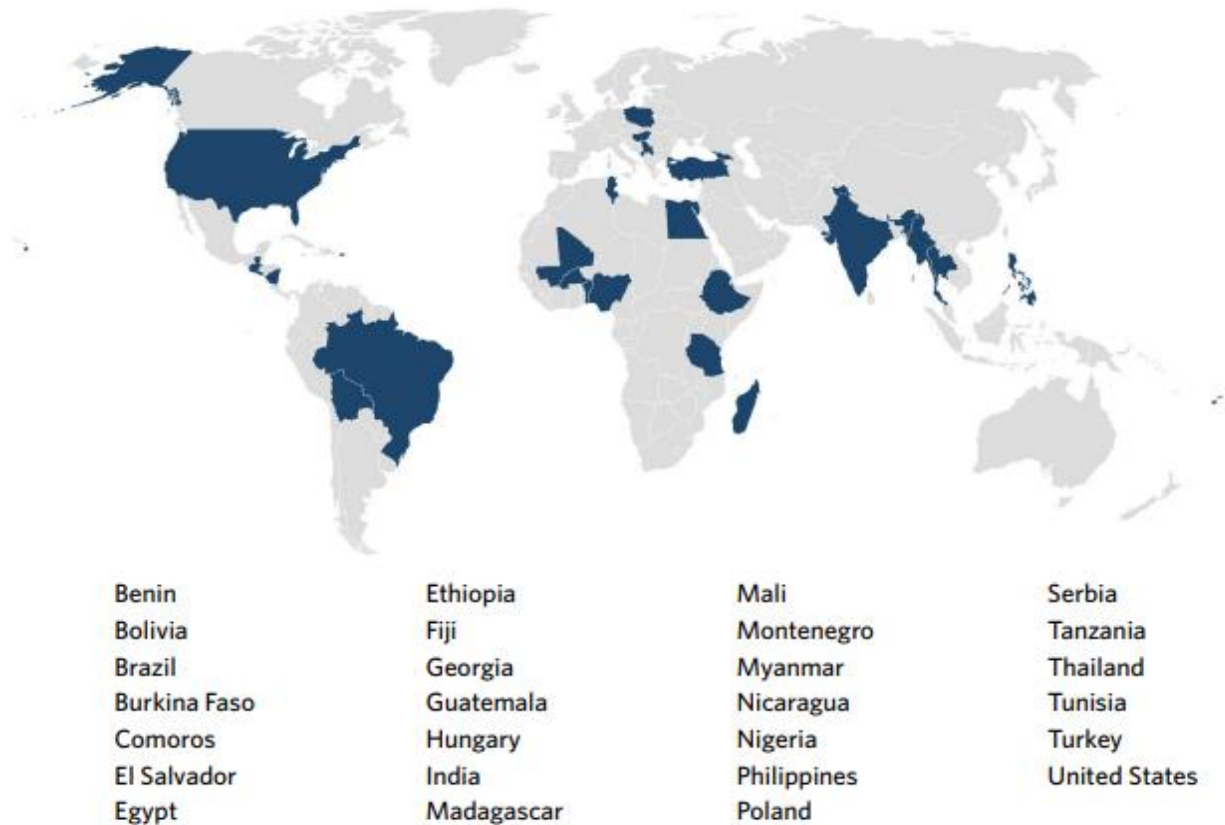 Benin
Bolivia
Brazil
Burkina Faso
Comoros
El Salvador
Egypt
Ethiopia
Fiji
Georgia
Guatemala
Hungary
India
Madagascar
Mali
Montenegro
Myanmar
Nicaragua
Nigeria
Philippines
Poland
Serbia
Tanzania
Thailand
Tunisia
Turkey
United States